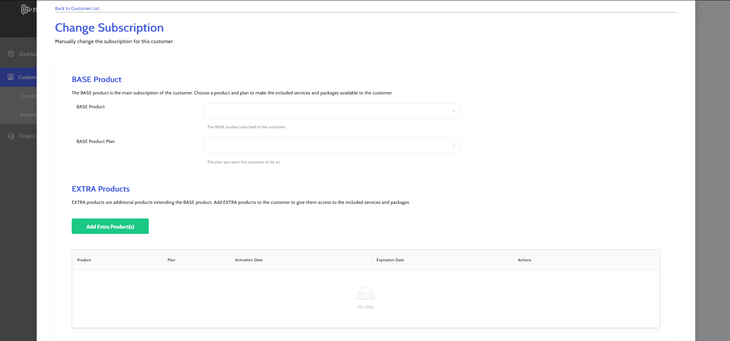 Back to Customer List
Change Subscription
Manually change the subscription for this customer
Dashbo
Custom
Tickets
BASE Product
The BASE product is the main subscription of the customer. Choose a product and plan to make the included services and packages available to the customer.
BASE Product
The BASE product attached to the customer
BASE Product Plan
The plan you want the customer to be on
EXTRA Products
EXTRA products are additional products extending the BASE product. Add EXTRA products to the customer to give them access to the included services and packages
Add Extra Product(s)
Product Plan Activation Date Expiration Date Actions
No data